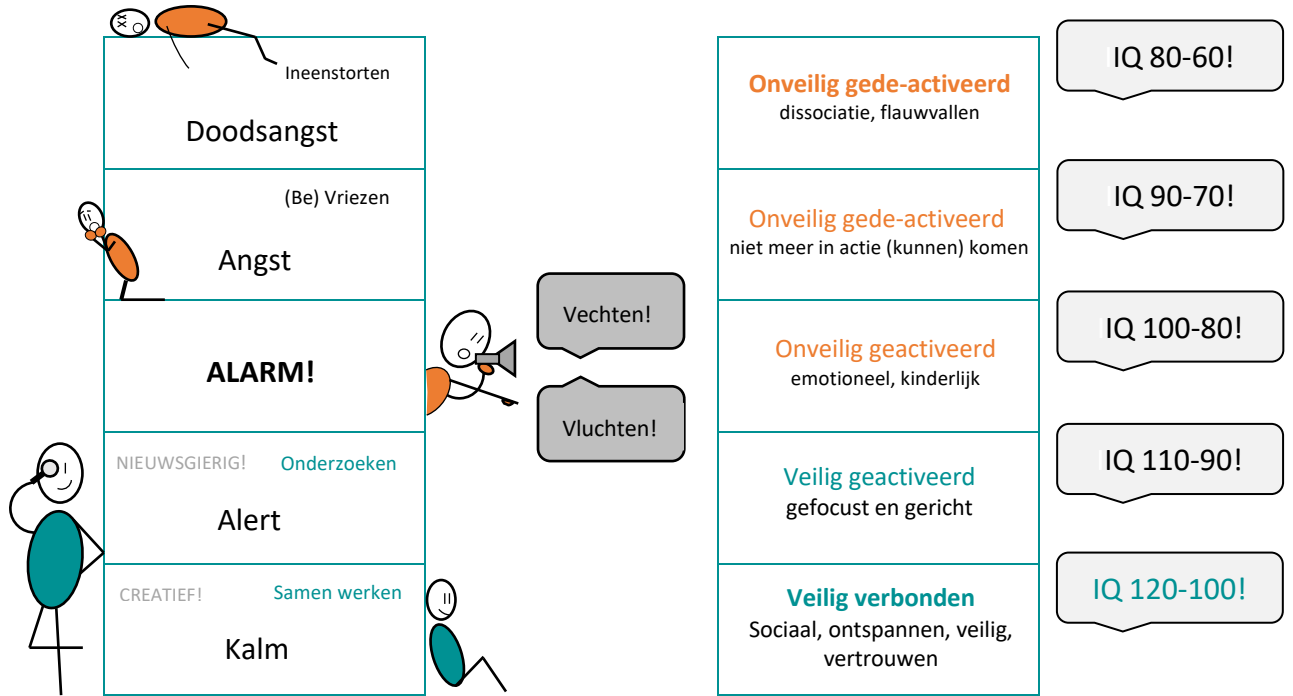 Ineenstorten
Doodsangst
Onveilig gede-activeerd
dissociatie, flauwvallen
IQ 80-60!
(Be) Vriezen
Angst
Onveilig gede-activeerd
niet meer in actie (kunnen) komen
IQ 90-70!
ALARM!
Vechten!
Vluchten!
Onveilig geactiveerd
emotioneel, kinderlijk
IQ 100-80!
NIEUWSGIERIG! Onderzoeken
Alert
Veilig geactiveerd
gefocust en gericht
IQ 110-90!
CREATIEF! Samen werken
Kalm
Veilig verbonden
Sociaal, ontspannen, veilig,
vertrouwen
IQ 120-100!